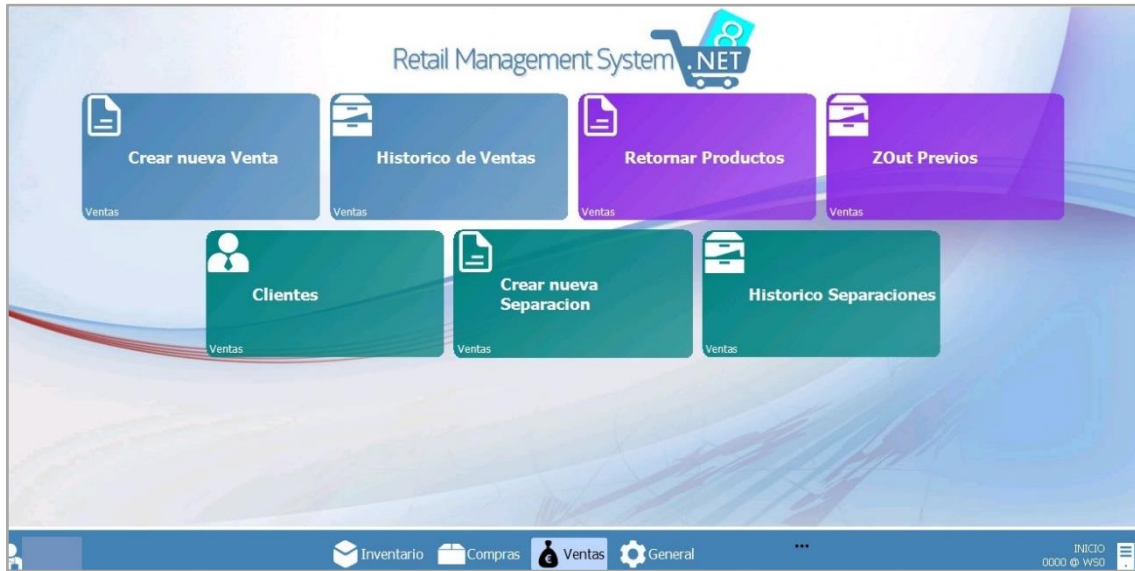 Retail Management System
8
.NET
Crear nueva Venta
Ventas
Historico de Ventas
Ventas
Retornar Productos
Ventas
ZOut Previos
Ventas
Clientes
Ventas
Crear nueva
Separacion
Ventas
Historico Separaciones
Ventas
Inventario
Compras
€
Ventas
General
...
INICIO
0000 @ WS0